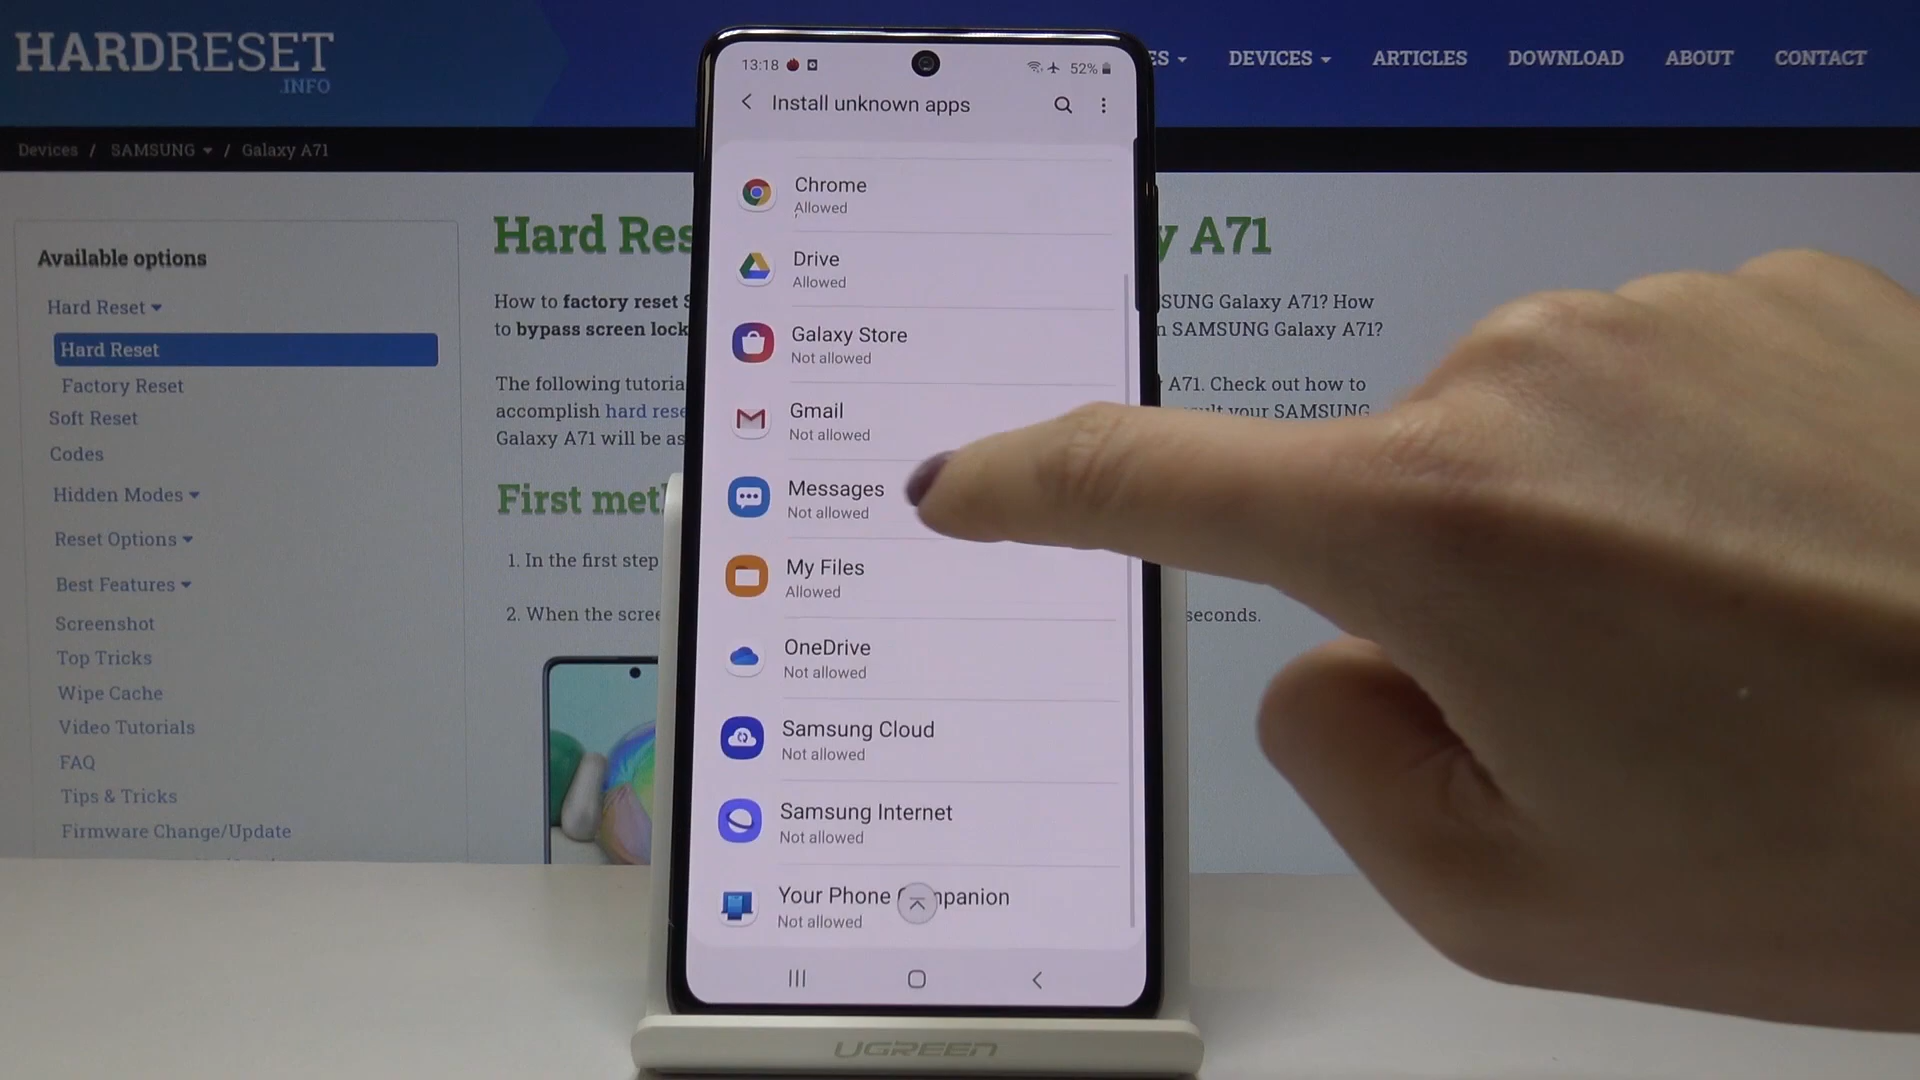 HARDRESET
.INFO
DEVICES
ARTICLES
DOWNLOAD
ABOUT
CONTACT
Devices / SAMSUNG / Galaxy A71
Available options
Hard Reset
Hard Reset
Factory Reset
Soft Reset
Codes
Hidden Modes
Reset Options
Best Features
Screenshot
Top Tricks
Wipe Cache
Video Tutorials
FAQ
Tips & Tricks
Firmware Change/Update
Hard Res
y A71
How to factory reset S
SUNG Galaxy A71? How
to bypass screen lock
n SAMSUNG Galaxy A71?
The following tutoria
A71. Check out how to
accomplish hard rese
your SAMSUNG
Galaxy A71 will be as
First met
1. In the first step
2. When the scree
seconds.
13:18
52%
Install unknown apps
Chrome
Allowed
Drive
Allowed
Galaxy Store
Not allowed
Gmail
Not allowed
Messages
Not allowed
My Files
Allowed
OneDrive
Not allowed
Samsung Cloud
Not allowed
Samsung Internet
Not allowed
Your Phone
mpanion
Not allowed
UGREEN